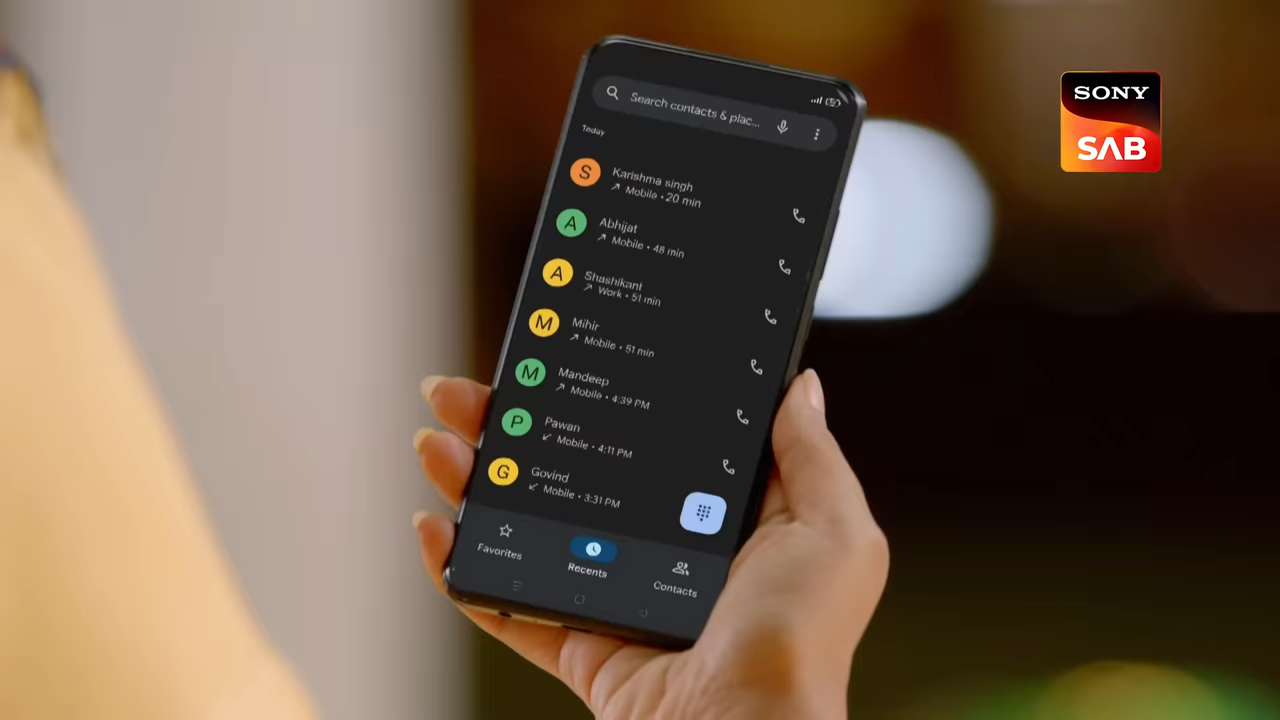 SONY
SAB
Search contacts & plac...
Today
S
Karishma singh
Mobile • 20 min
A
Abhijat
Mobile • 48 min
A
Shashikant
Work • 51 min
M
Mihir
Mobile • 51 min
M
Mandeep
Mobile • 4:39 PM
P
Pawan
Mobile • 4:11 PM
G
Govind
Mobile • 3:31 PM
Favorites
Recents
Contacts